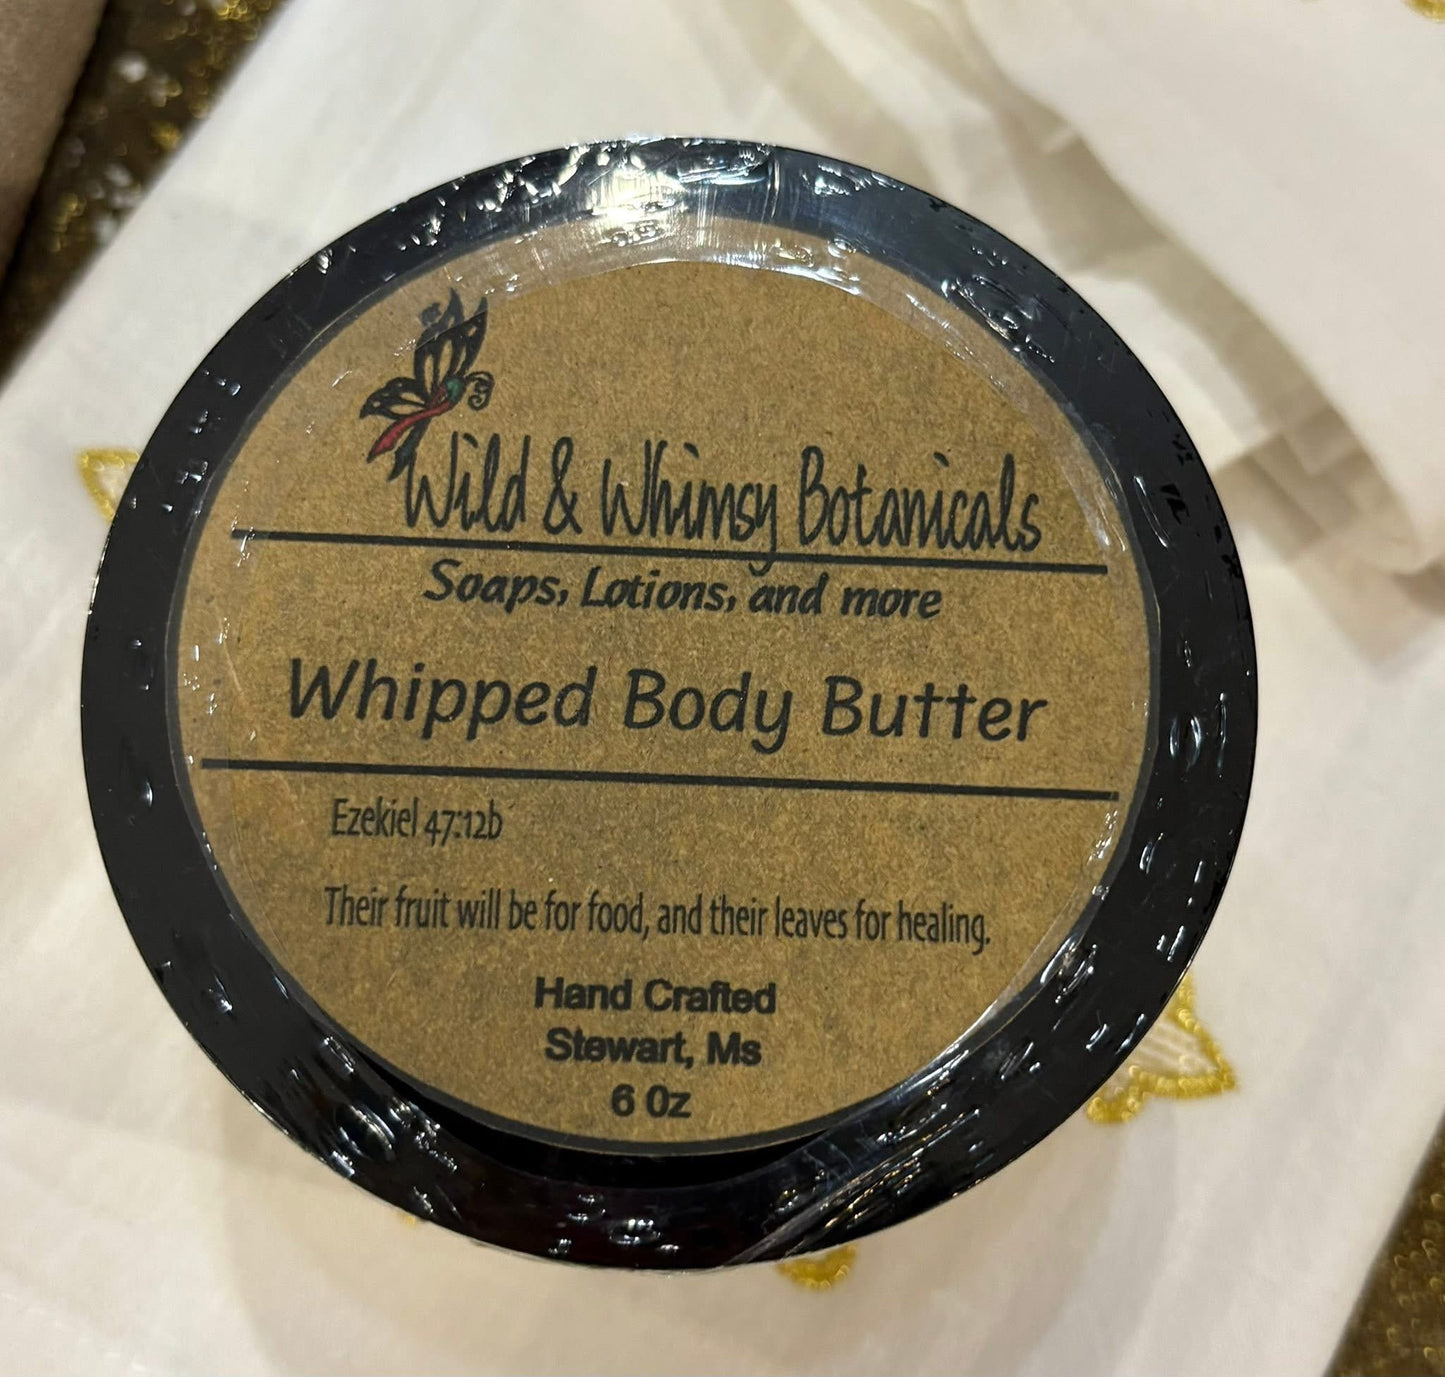 Wild & Whimsy Botanicals
Soaps, Lotions, and more
Whipped Body Butter
Ezekiel 47:12b
Their fruit will be for food, and their leaves for healing.
Hand Crafted
Stewart, Ms
6 Oz